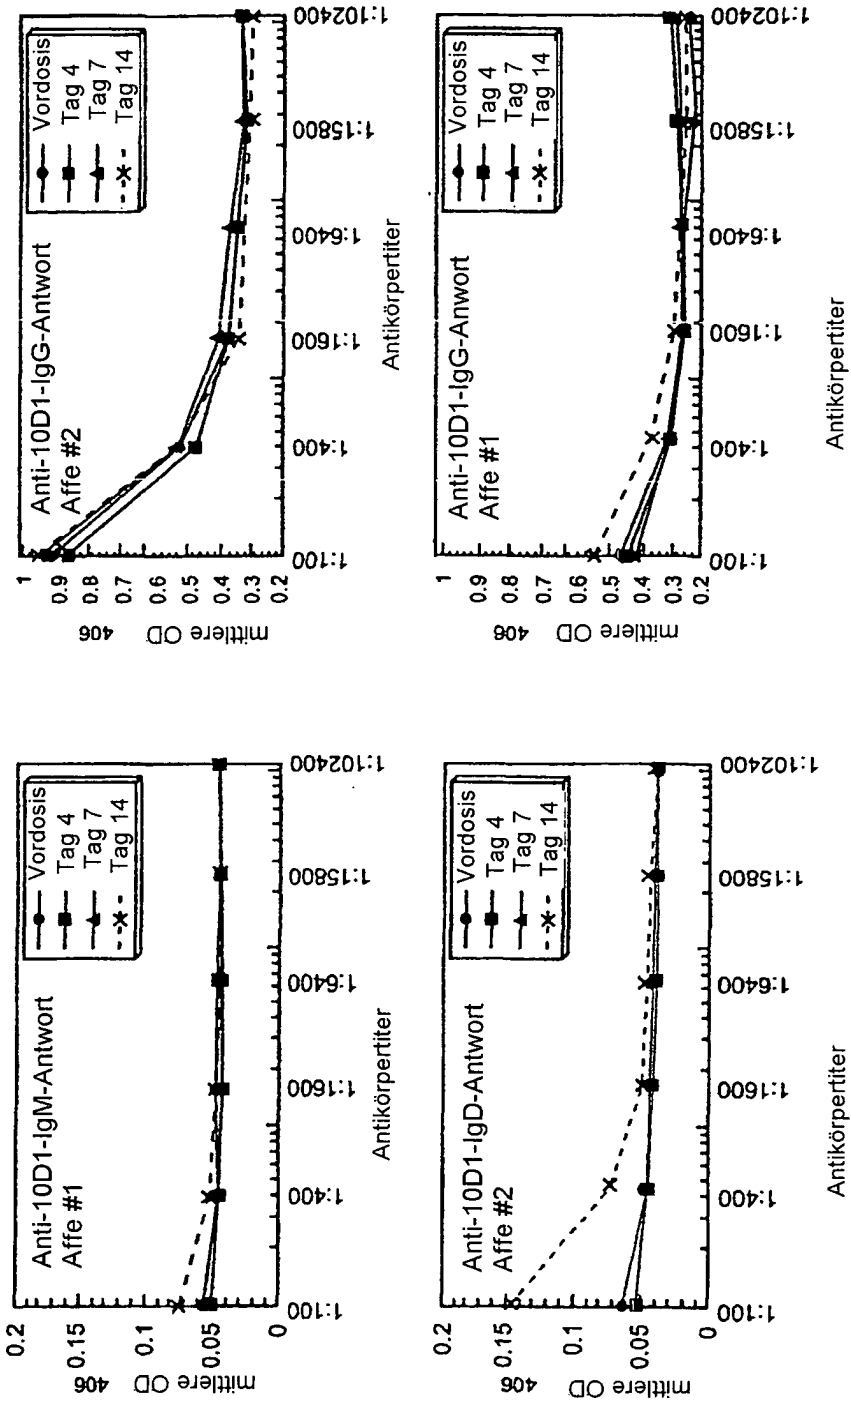 Anti-10D1-IgM-Antwort
Affe #1
Vordosis
Tag 4
Tag 7
Tag 14
mittlere OD 406
0.2
0.15
0.1
0.05
0
1:100
1:400
1:1600
1:6400
1:15800
1:102400
Antikörpertiter
Anti-10D1-IgG-Antwort
Affe #2
Vordosis
Tag 4
Tag 7
Tag 14
mittlere OD 406
1
0.9
0.8
0.7
0.6
0.5
0.4
0.3
0.2
1:100
1:400
1:1600
1:6400
1:15800
1:102400
Antikörpertiter
Anti-10D1-IgD-Antwort
Affe #2
Vordosis
Tag 4
Tag 7
Tag 14
mittlere OD 406
0.2
0.15
0.1
0.05
0
1:100
1:400
1:1600
1:6400
1:15800
1:102400
Antikörpertiter
Anti-10D1-IgG-Anwort
Affe #1
Vordosis
Tag 4
Tag 7
Tag 14
mittlere OD 406
1
0.9
0.8
0.7
0.6
0.5
0.4
0.3
0.2
1:100
1:400
1:1600
1:6400
1:15800
1:102400
Antikörpertiter